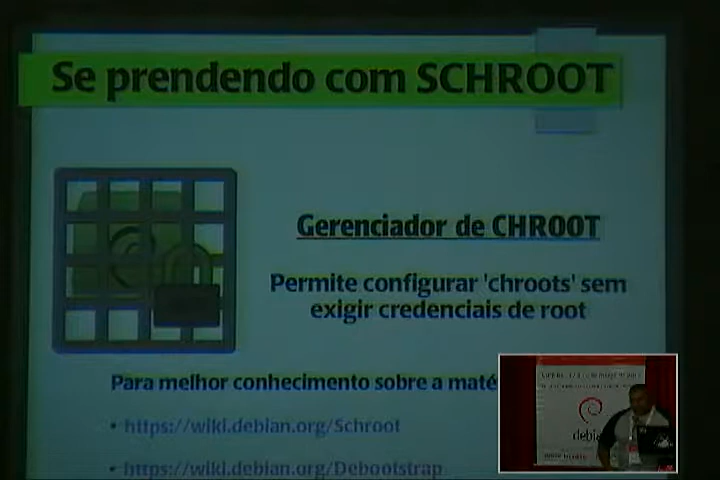 Se prendendo com SCHROOT
Gerenciador de CHROOT
Permite configurar 'chroots' sem
exigir credenciais de root
Para melhor conhecimento sobre a maté
• https://wiki.debian.org/Schroot
• https://wiki.debian.org/Debootstrap
debian